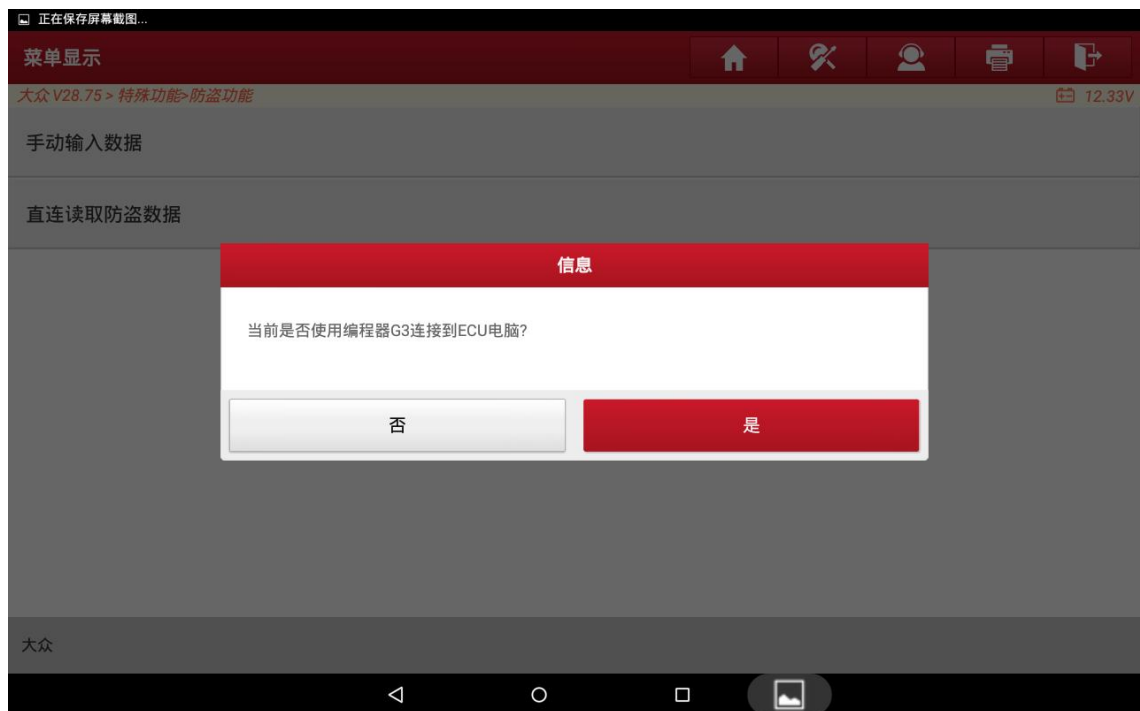 正在保存屏幕截图...
菜单显示
大众 V28.75 > 特殊功能>防盗功能
12.33V
手动输入数据
直连读取防盗数据
信息
当前是否使用编程器G3连接到ECU电脑?
否
是
大众